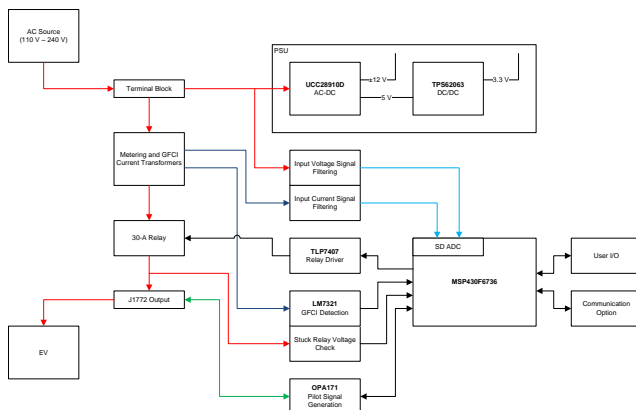 AC Source
(110 V – 240 V)
PSU
UCC28910D
AC-DC
±12 V
5 V
TPS62063
DC/DC
3.3 V
Terminal Block
Metering and GFCI
Current Transformers
Input Voltage Signal
Filtering
Input Current Signal
Filtering
30-A Relay
TLP7407
Relay Driver
SD ADC
MSP430F6736
User I/O
Communication
Option
J1772 Output
LM7321
GFCI Detection
Stuck Relay Voltage
Check
EV
OPA171
Pilot Signal
Generation